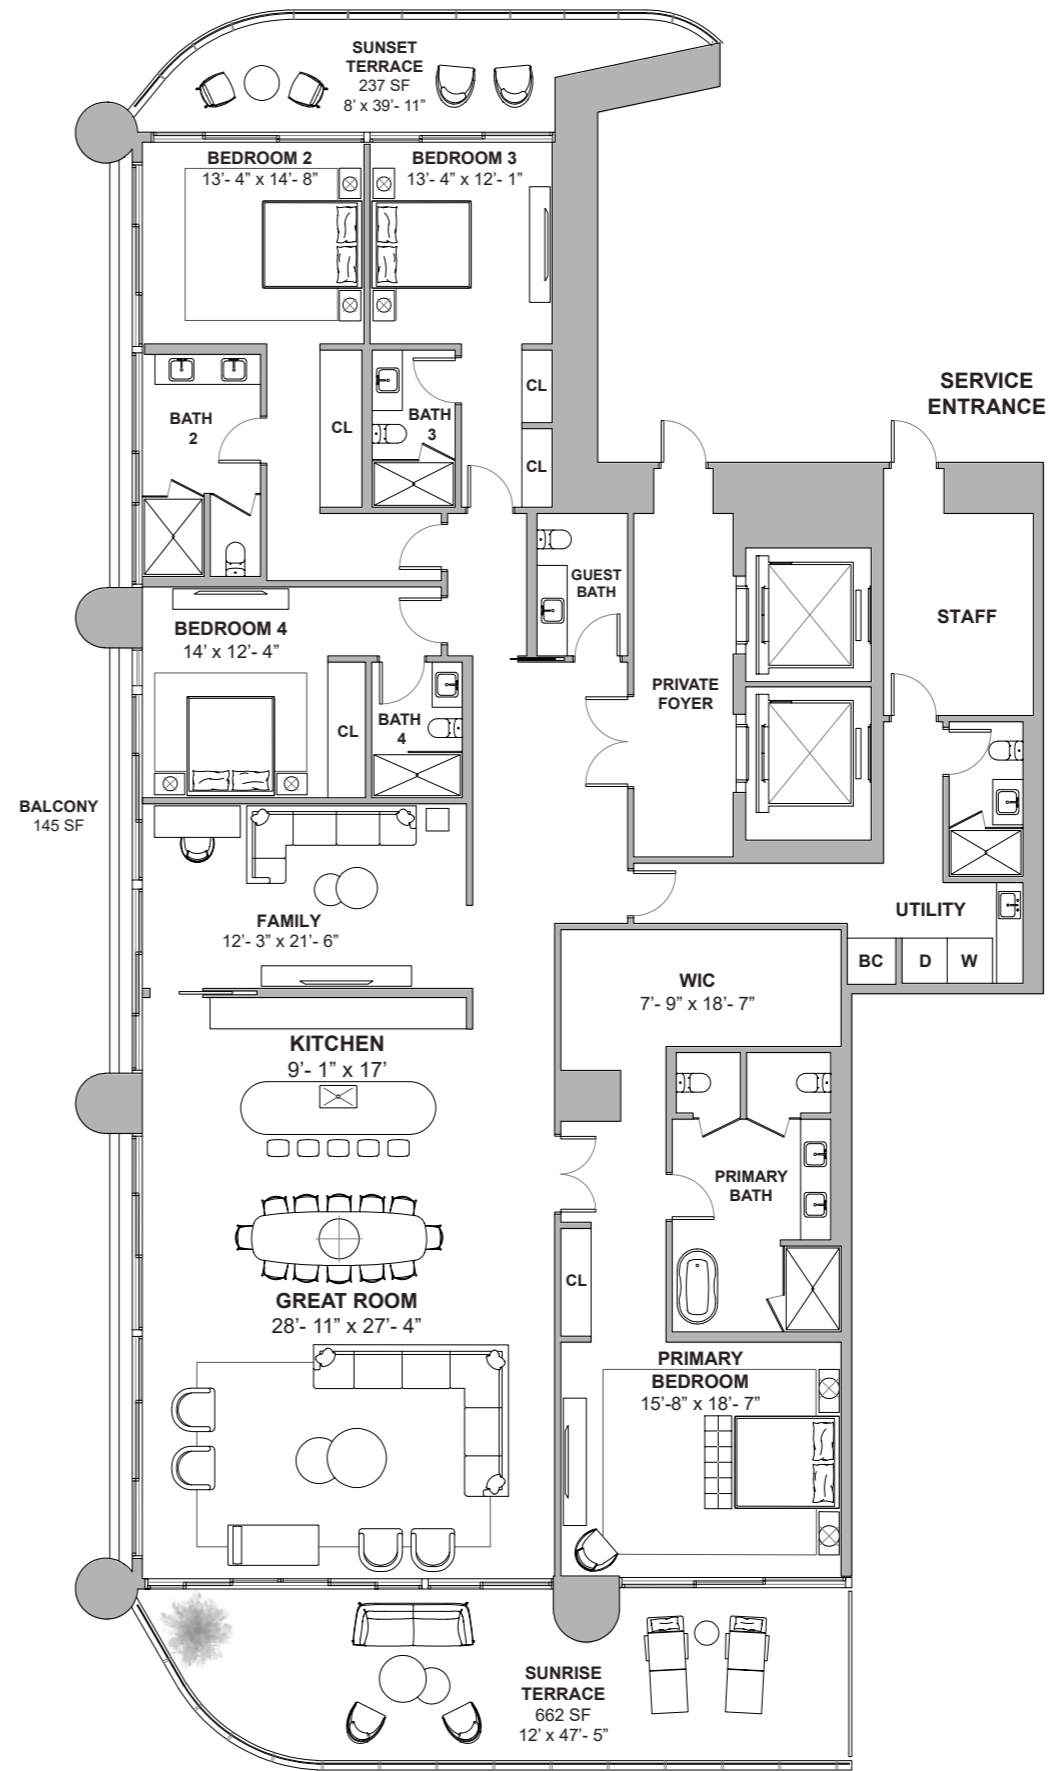 SUNSET
TERRACE
237 SF
8’ x 39’- 11”
BEDROOM 2
13’- 4” x 14’- 8”
BEDROOM 3
13’- 4” x 12’- 1”
SERVICE
ENTRANCE
BATH
2
CL
BATH
3
CL
CL
GUEST
BATH
STAFF
BEDROOM 4
14’ x 12’- 4”
PRIVATE
FOYER
CL
BATH
4
BALCONY
145 SF
FAMILY
12’- 3” x 21’- 6”
UTILITY
BC
D
W
WIC
7’- 9” x 18’- 7”
KITCHEN
9’- 1” x 17’
PRIMARY
BATH
CL
GREAT ROOM
28’- 11” x 27’- 4”
PRIMARY
BEDROOM
15’-8” x 18’- 7”
SUNRISE
TERRACE
662 SF
12’ x 47’- 5”